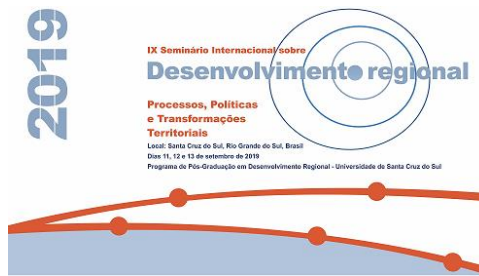 2019
IX Seminário Internacional sobre
Desenvolvimento regional
Processos, Políticas
e Transformações
Territoriais
Local: Santa Cruz do Sul, Rio Grande do Sul, Brasil
Dias 11, 12 e 13 de setembro de 2019
Programa de Pós-Graduação em Desenvolvimento Regional - Universidade de Santa Cruz do Sul